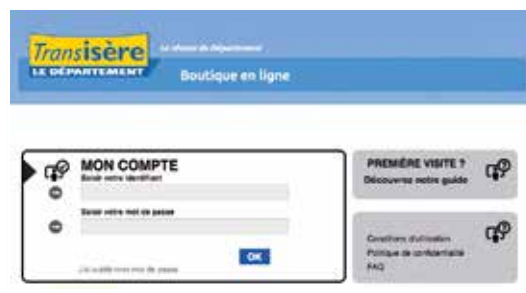 Transisère
LE DÉPARTEMENT
Le réseau du département
Boutique en ligne
MON COMPTE
Saisir votre identifiant
Saisir votre mot de passe
OK
J'ai oublié mon mot de passe
PREMIÈRE VISITE ?
Découvrez notre guide
Conditions d'utilisation
Politique de confidentialité
FAQ